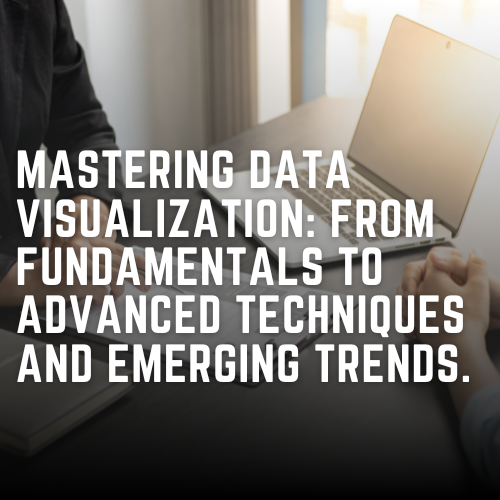 MASTERING DATA
VISUALIZATION: FROM
FUNDAMENTALS TO
ADVANCED TECHNIQUES
AND EMERGING TRENDS.